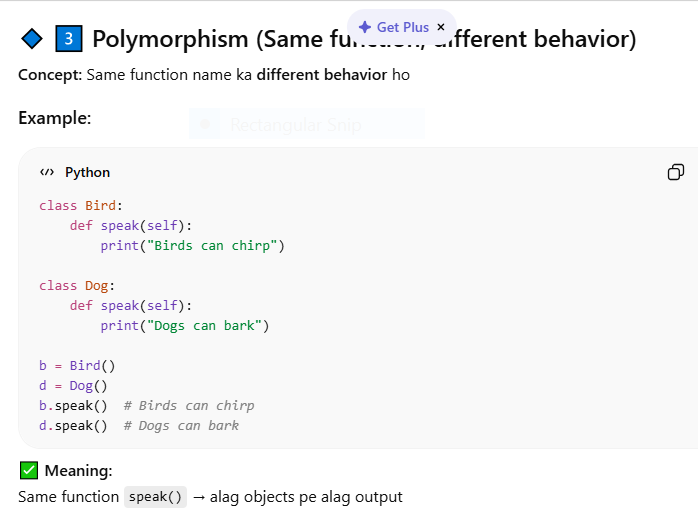 3 Polymorphism (Same function, different behavior)
Get Plus ×
Concept: Same function name ka different behavior ho
Example:
Rectangular Snip
Python
class Bird:
    def speak(self):
        print("Birds can chirp")

class Dog:
    def speak(self):
        print("Dogs can bark")

b = Bird()
d = Dog()
b.speak()  # Birds can chirp
d.speak()  # Dogs can bark
✅ Meaning:
Same function speak() → alag objects pe alag output